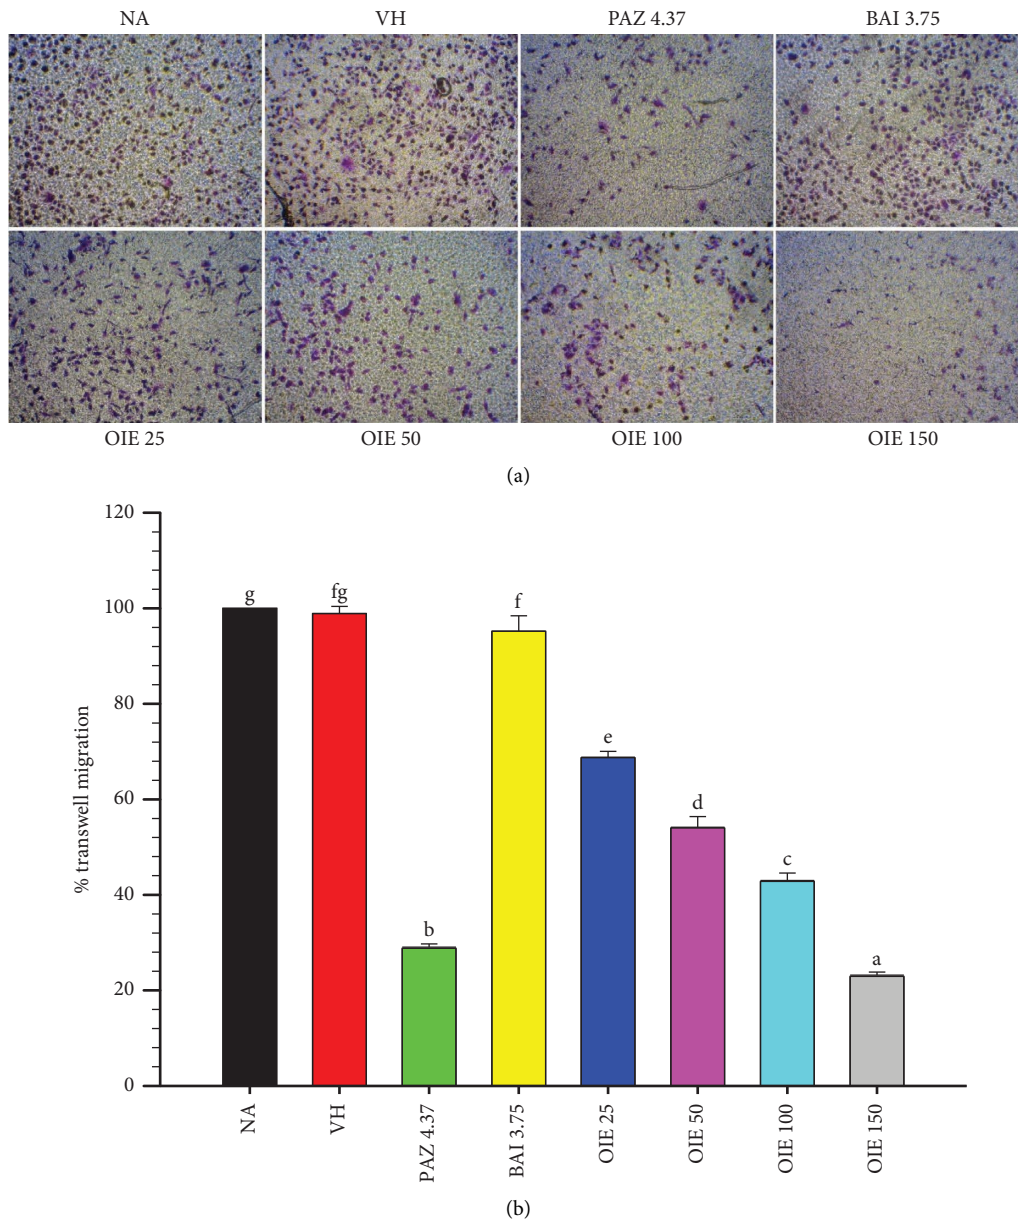 NA VH PAZ 4.37 BAI 3.75
OIE 25 OIE 50 OIE 100 OIE 150
(a)
120
100
80
60
40
20
0
% transwell migration
g fg b f e d c a
NA VH PAZ 4.37 BAI 3.75 OIE 25 OIE 50 OIE 100 OIE 150
(b)